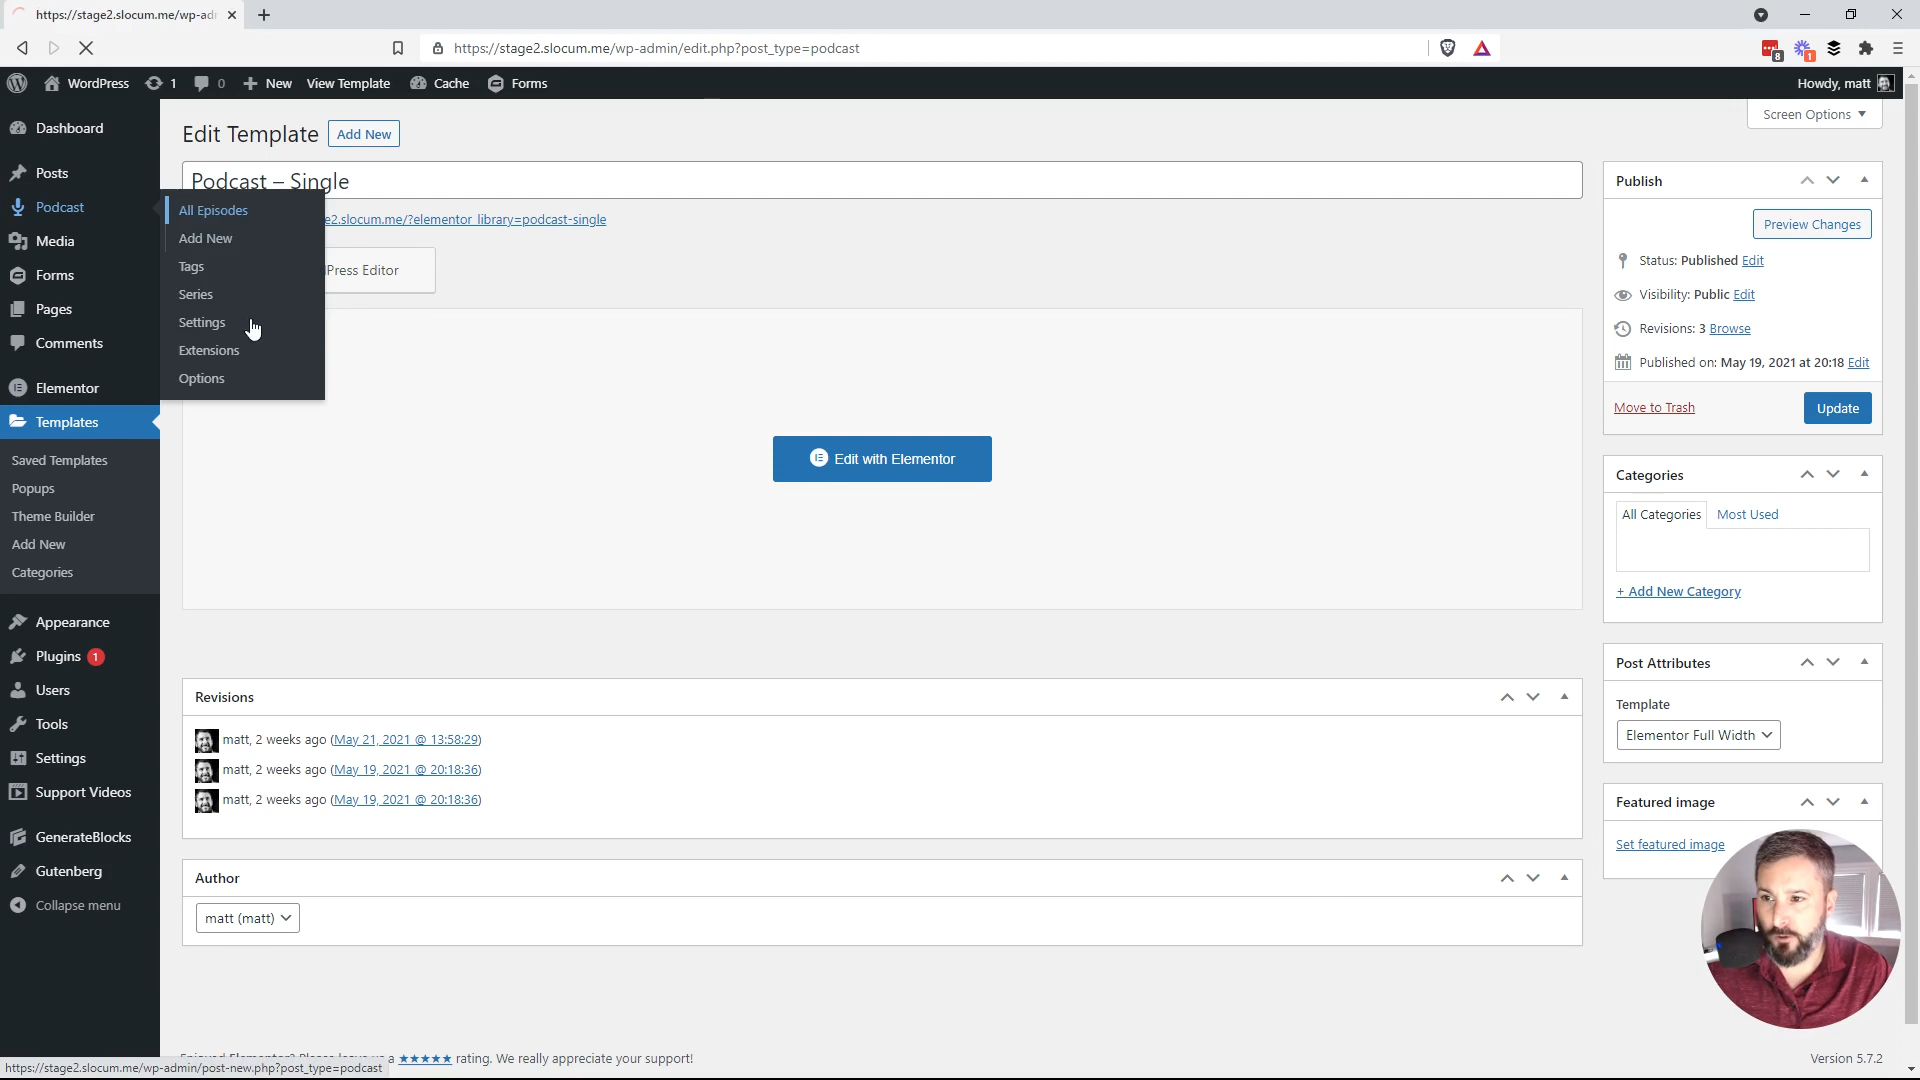 https://stage2.slocum.me/wp-adr
https://stage2.slocum.me/wp-admin/edit.php?post_type=podcast
8
1
WordPress
1
0
New
View Template
Cache
Forms
Howdy, matt
Dashboard
Posts
Podcast
Media
Forms
Pages
Comments
Elementor
Templates
Saved Templates
Popups
Theme Builder
Add New
Categories
Appearance
Plugins 1
Users
Tools
Settings
Support Videos
GenerateBlocks
Gutenberg
Collapse menu
All Episodes
Add New
Tags
Series
Settings
Extensions
Options
Screen Options
Edit Template
Add New
Podcast – Single
e2.slocum.me/?elementor_library=podcast-single
Press Editor
Edit with Elementor
Revisions
matt, 2 weeks ago (May 21, 2021 @ 13:58:29)
matt, 2 weeks ago (May 19, 2021 @ 20:18:36)
matt, 2 weeks ago (May 19, 2021 @ 20:18:36)
Author
matt (matt)
Publish
Preview Changes
Status: Published Edit
Visibility: Public Edit
Revisions: 3 Browse
Published on: May 19, 2021 at 20:18 Edit
Move to Trash
Update
Categories
All Categories
Most Used
+ Add New Category
Post Attributes
Template
Elementor Full Width
Featured image
Set featured image
a ★★★★★ rating. We really appreciate your support!
Version 5.7.2
https://stage2.slocum.me/wp-admin/post-new.php?post_type=podcast